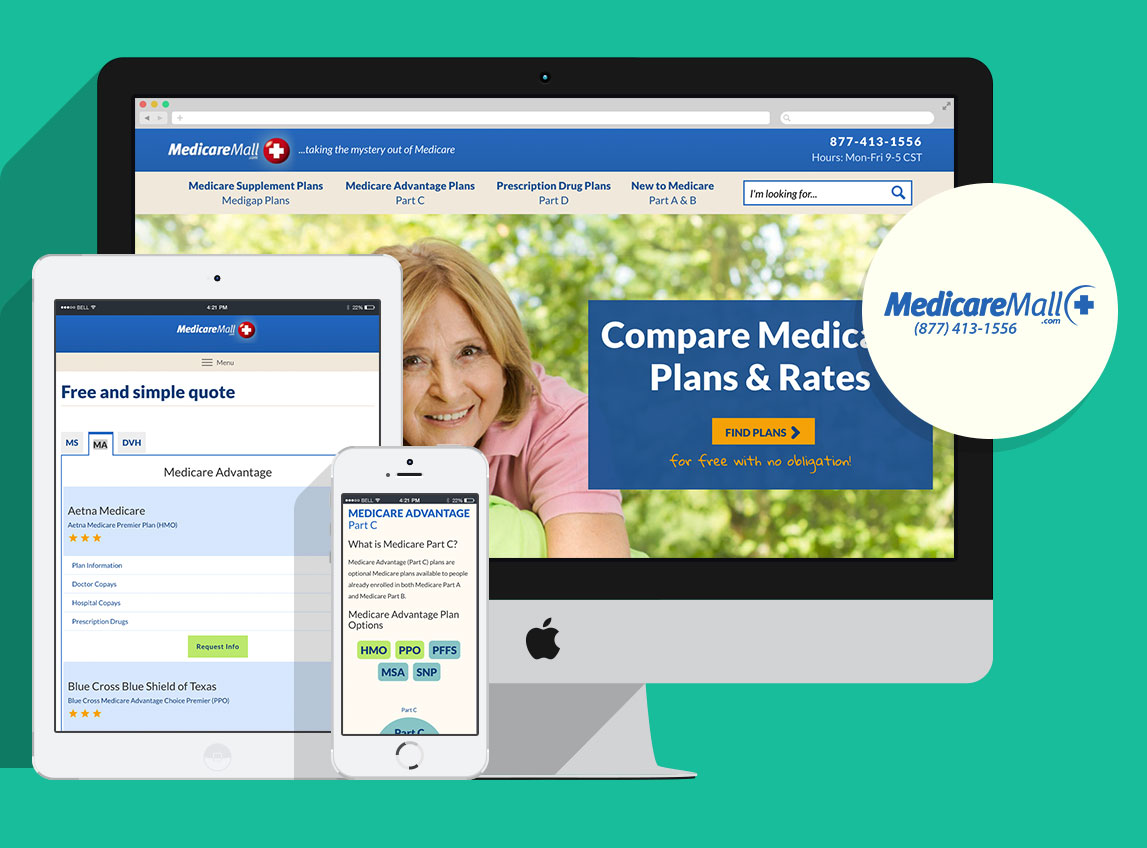 MedicareMall
.com
...taking the mystery out of Medicare
877-413-1556
Hours: Mon-Fri 9-5 CST
Medicare Supplement Plans
Medigap Plans
Medicare Advantage Plans
Part C
Prescription Drug Plans
Part D
New to Medicare
Part A & B
I'm looking for...
Compare Medica
Plans & Rates
FIND PLANS
for free with no obligation!
MedicareMall
.com
(877) 413-1556
BELL
4:21 PM
22%
MedicareMall
Menu
Free and simple quote
MS
MA
DVH
Medicare Advantage
Aetna Medicare
Aetna Medicare Premier Plan (HMO)
Plan Information
Doctor Copays
Hospital Copays
Prescription Drugs
Request Info
Blue Cross Blue Shield of Texas
Blue Cross Medicare Advantage Choice Premier (PPO)
BELL
4:21 PM
22%
MEDICARE ADVANTAGE
Part C
What is Medicare Part C?
Medicare Advantage (Part C) plans are
optional Medicare plans available to people
already enrolled in both Medicare Part A
and Medicare Part B.
Medicare Advantage Plan
Options
HMO PPO PFFS
MSA SNP
Part C
Part C